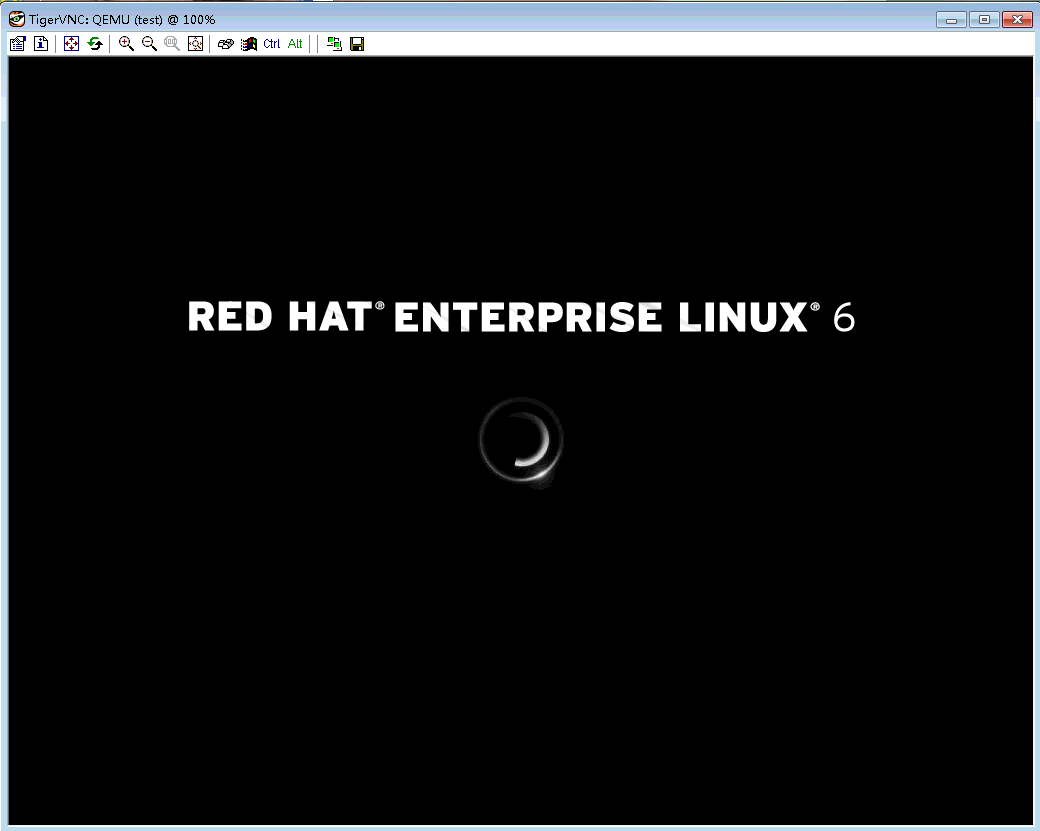 TigerVNC: QEMU (test) @ 100%
Ctrl Alt
RED HAT® ENTERPRISE LINUX® 6